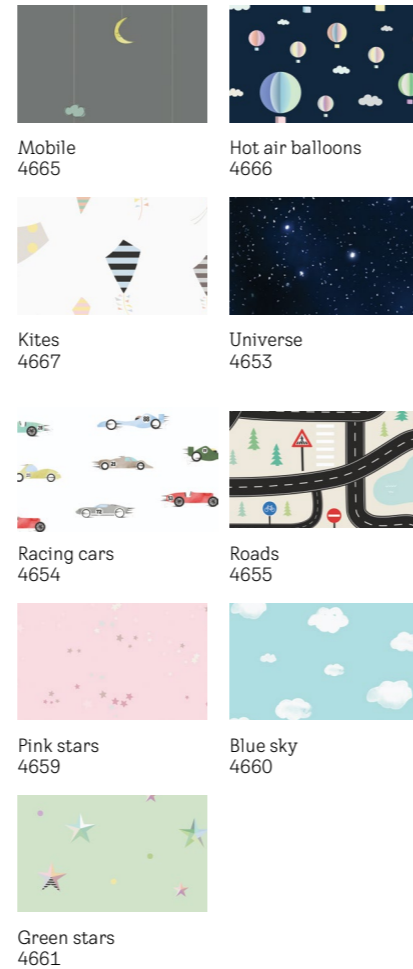 Mobile
4665
Hot air balloons
4666
Kites
4667
Universe
4653
Racing cars
4654
Roads
4655
Pink stars
4659
Blue sky
4660
Green stars
4661